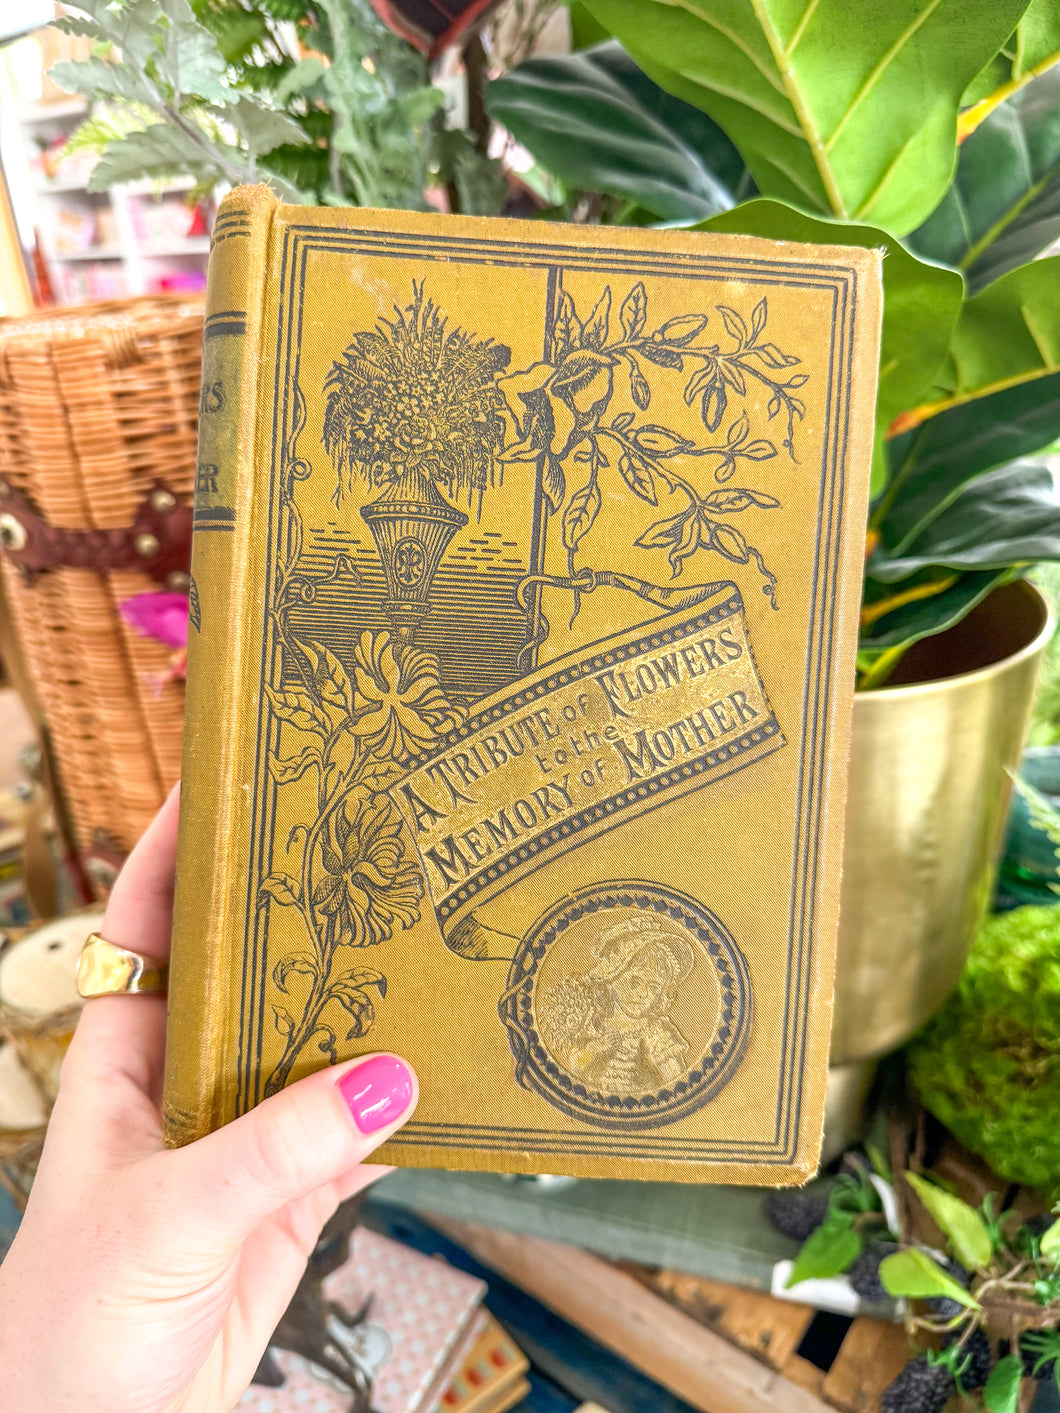 A TRIBUTE OF FLOWERS
to the
MEMORY OF MOTHER